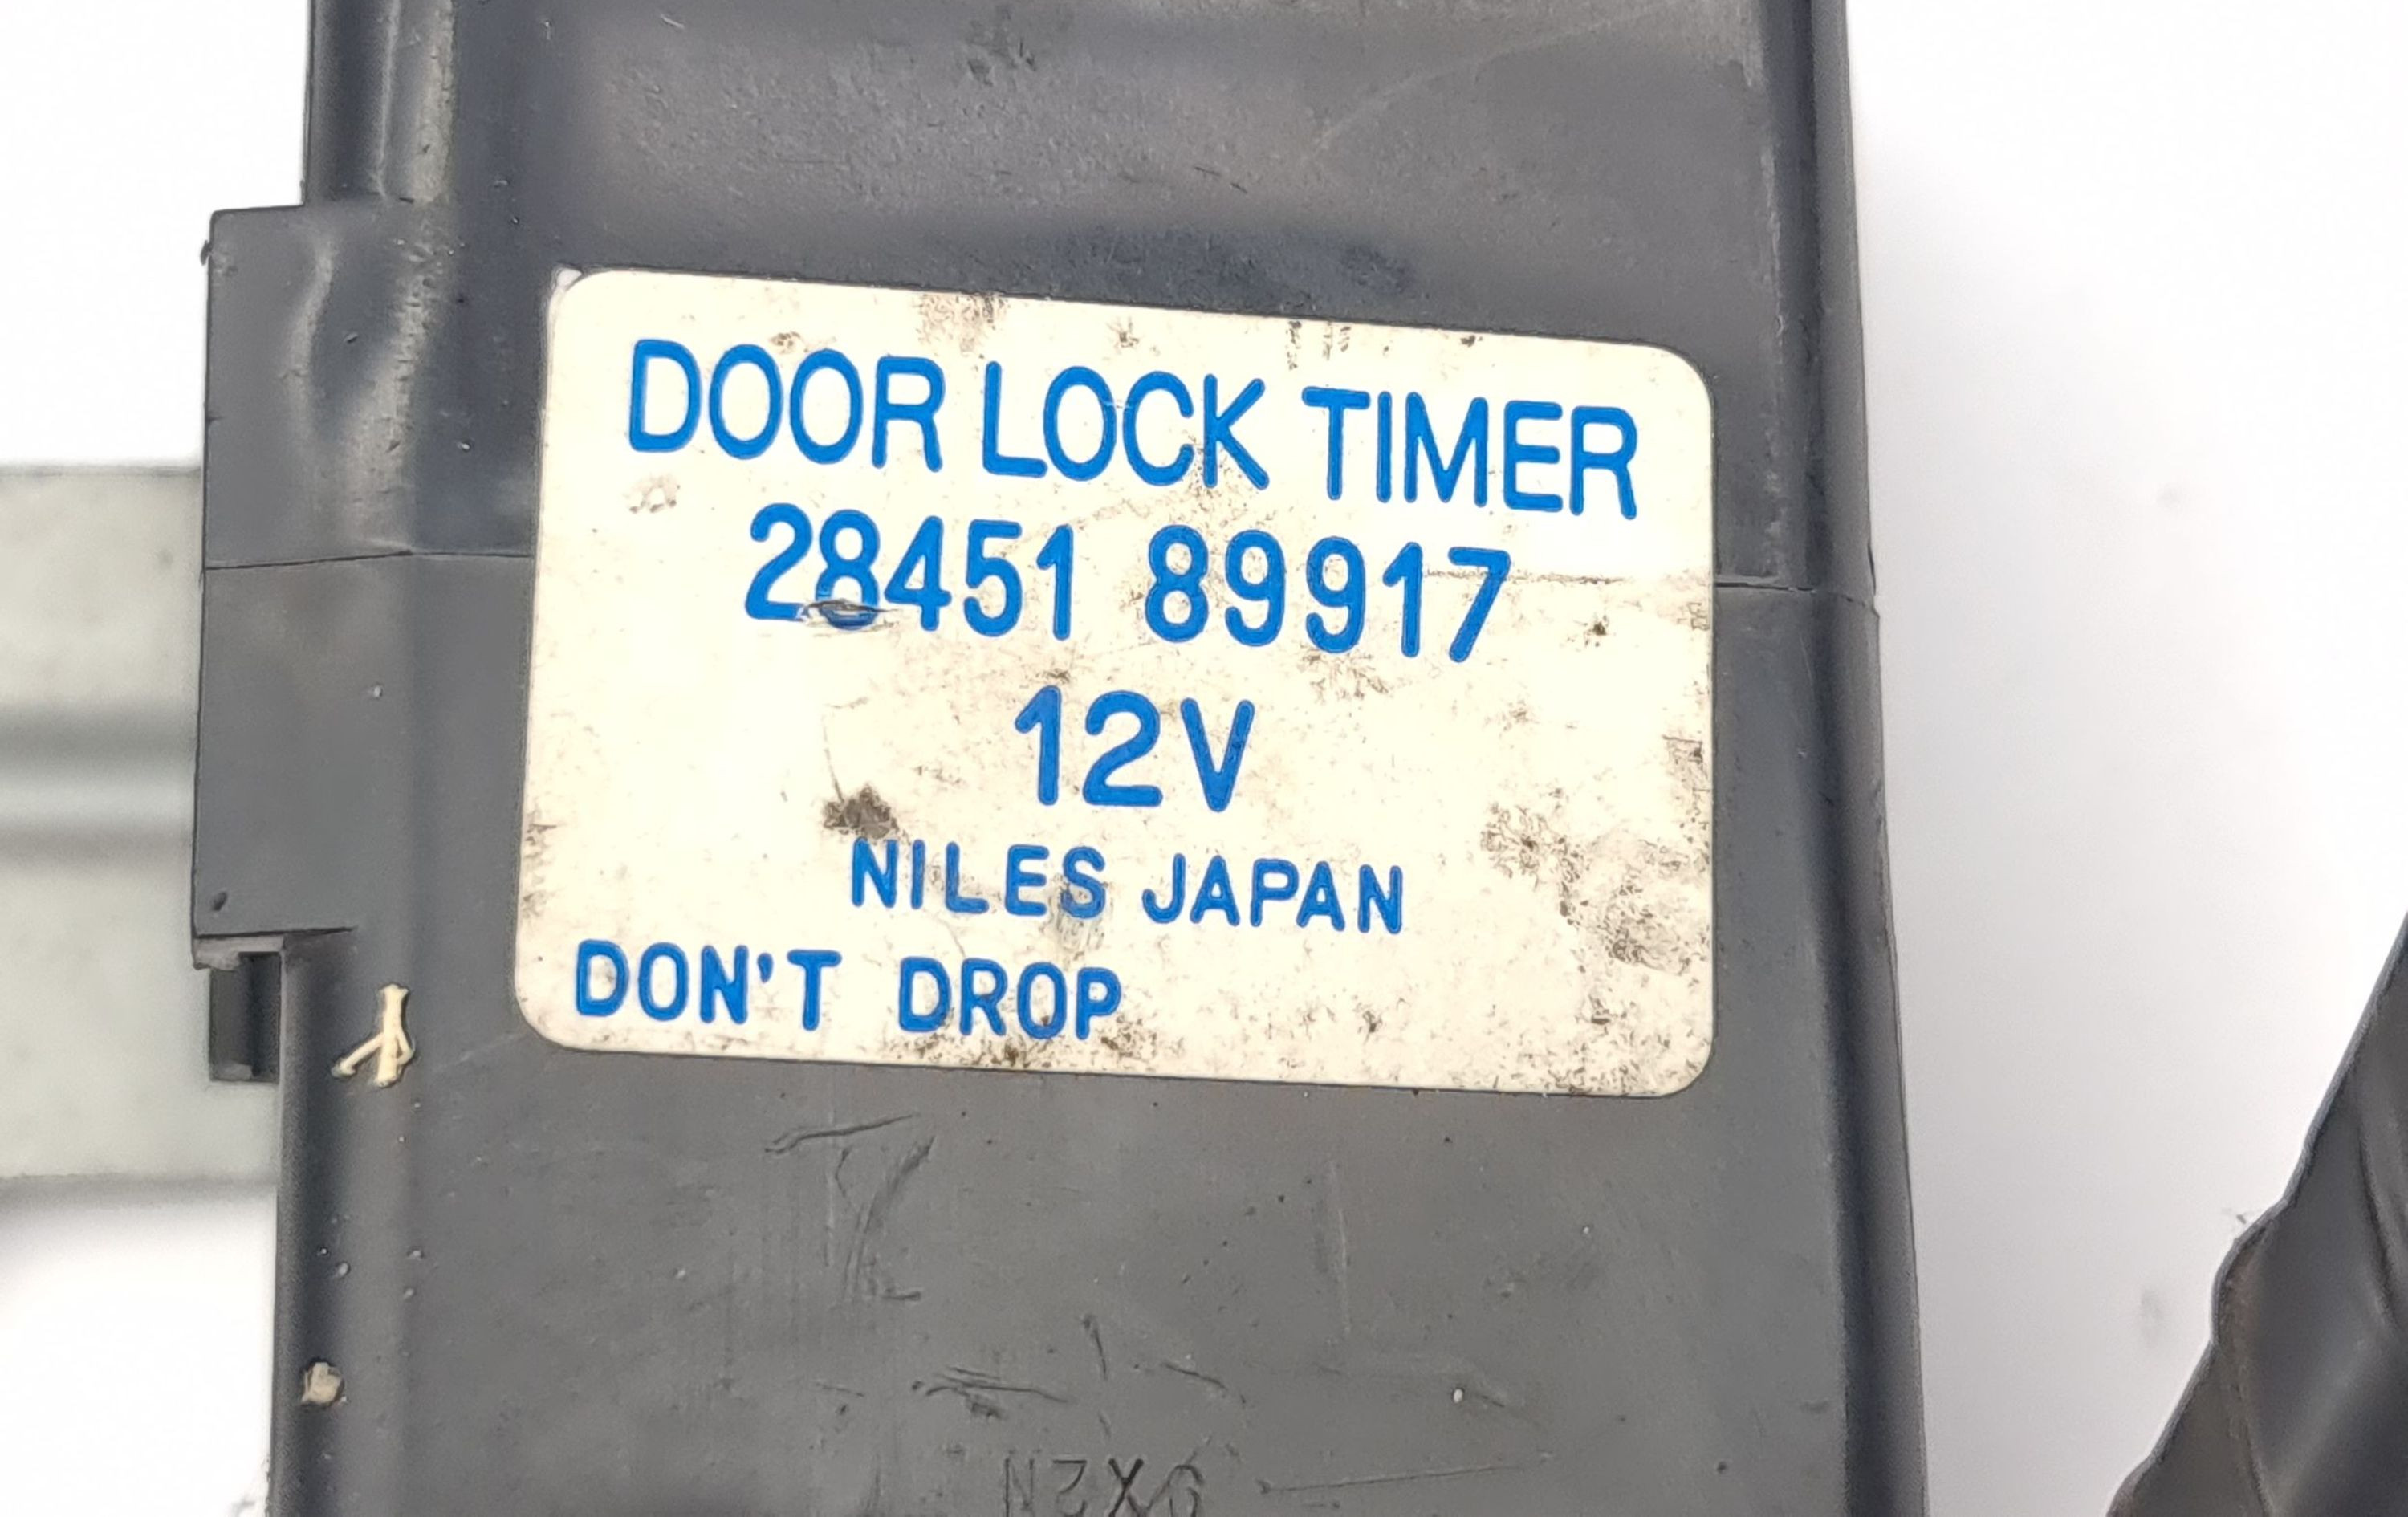 DOOR LOCK TIMER
28451 89917
12V
NILES JAPAN
DON'T DROP